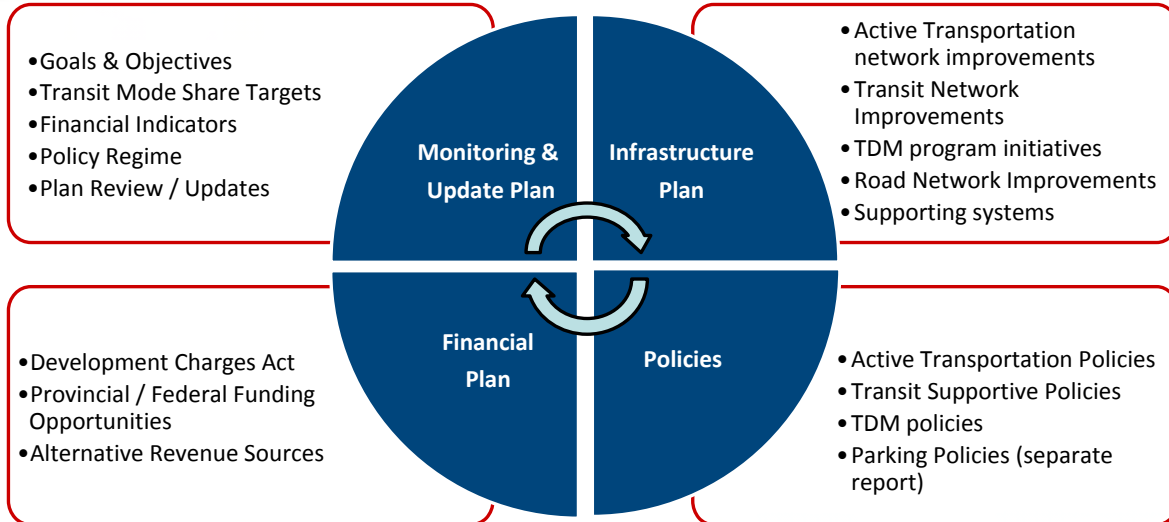 •Goals & Objectives
•Transit Mode Share Targets
•Financial Indicators
•Policy Regime
•Plan Review / Updates
Monitoring &
Update Plan
Infrastructure
Plan
•Active Transportation
network improvements
•Transit Network
Improvements
•TDM program initiatives
•Road Network Improvements
•Supporting systems
•Development Charges Act
•Provincial / Federal Funding
Opportunities
•Alternative Revenue Sources
Financial
Plan
Policies
•Active Transportation Policies
•Transit Supportive Policies
•TDM policies
•Parking Policies (separate
report)